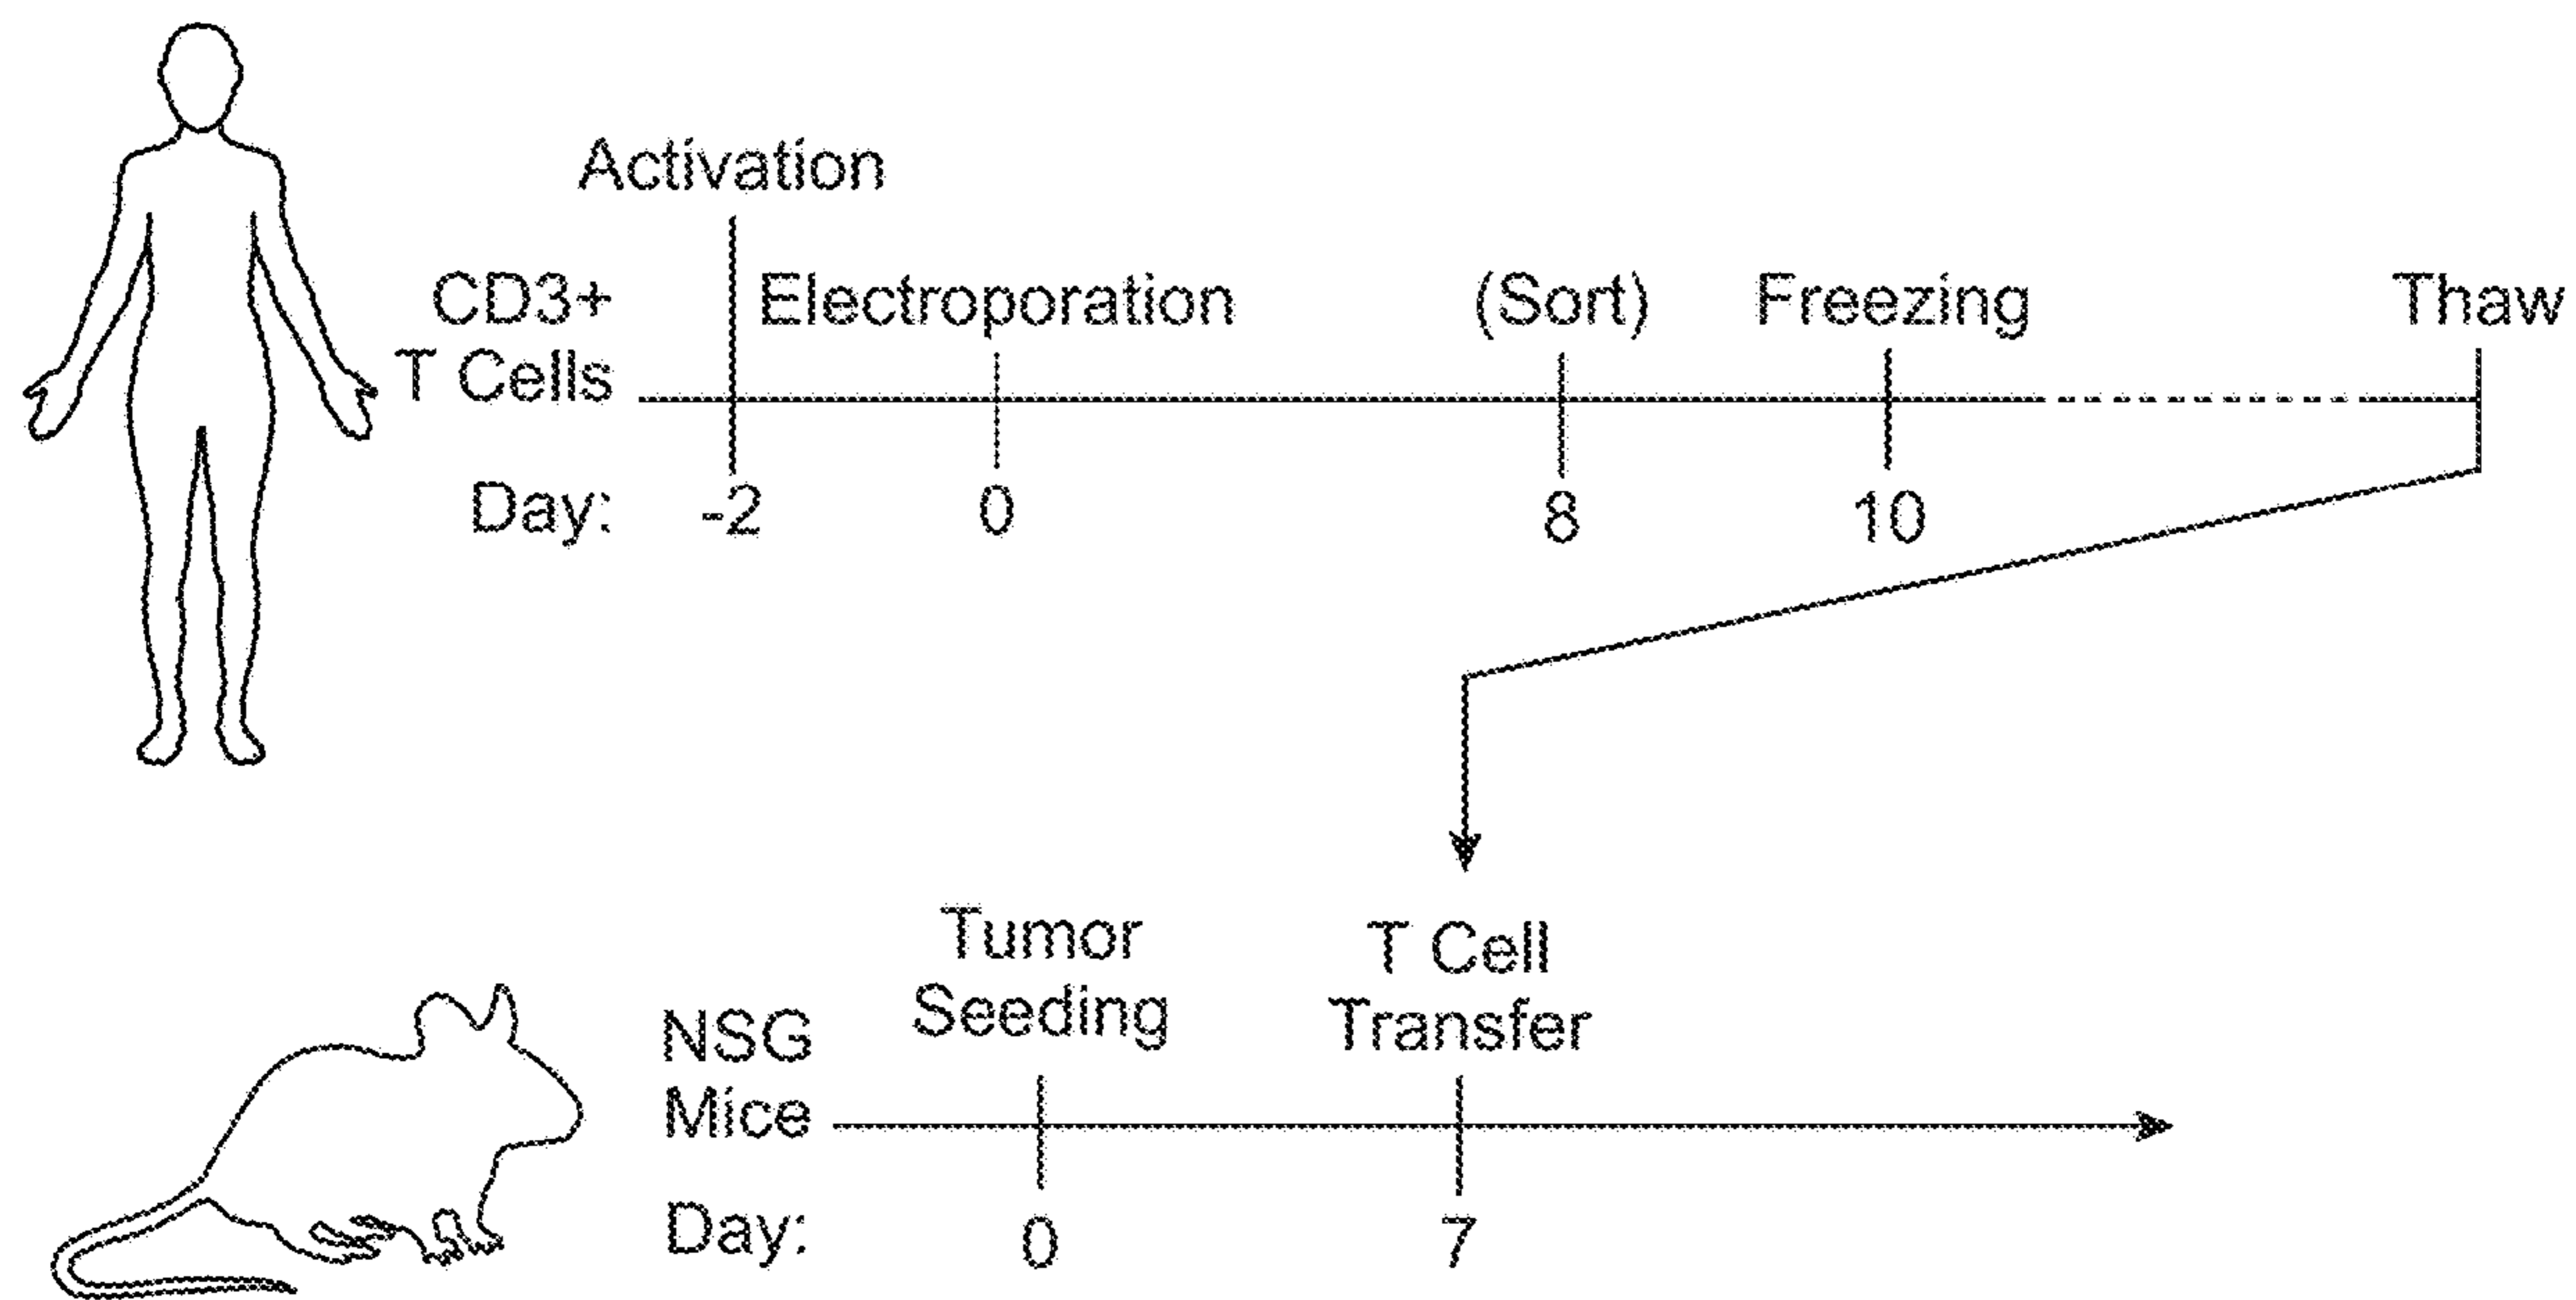 Activation
CD3+ Electroporation (Sort) Freezing Thaw
T Cells
Day: -2 0 8 10
Tumor T Cell
Seeding Transfer
NSG
Mice
Day: 0 7